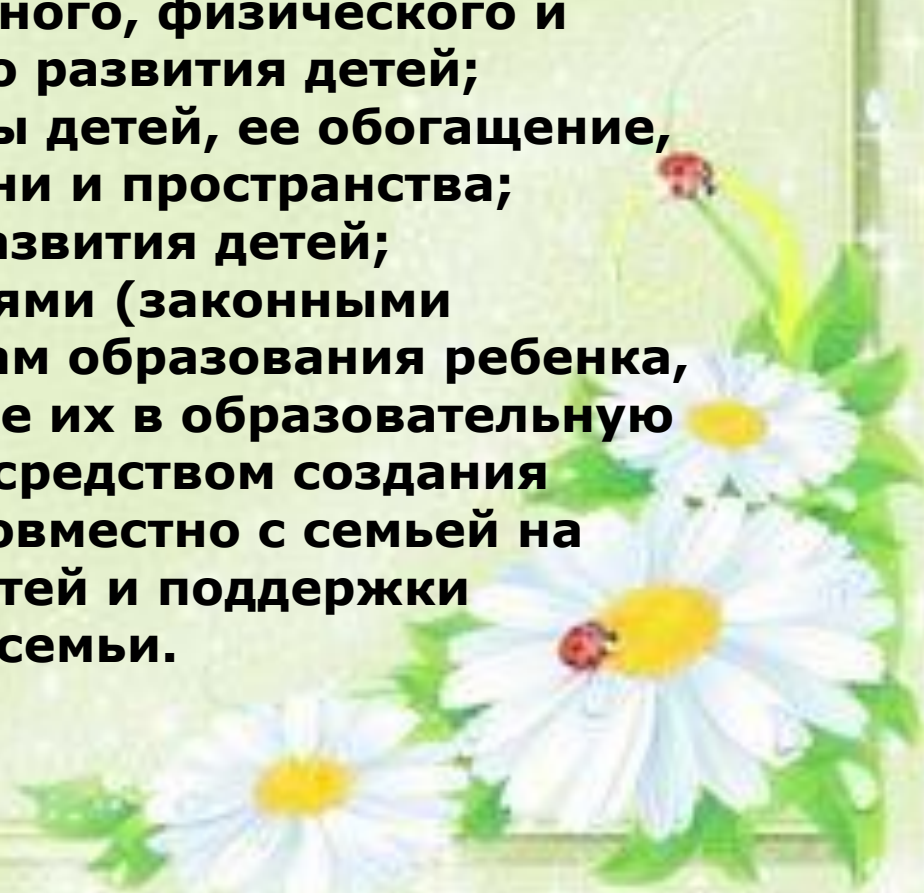 ного, физического и
о развития детей;
ы детей, ее обогащение,
ни и пространства;
азвития детей;
ями (законными
ам образования ребенка,
е их в образовательную
средством создания
овместно с семьей на
тей и поддержки
семьи.